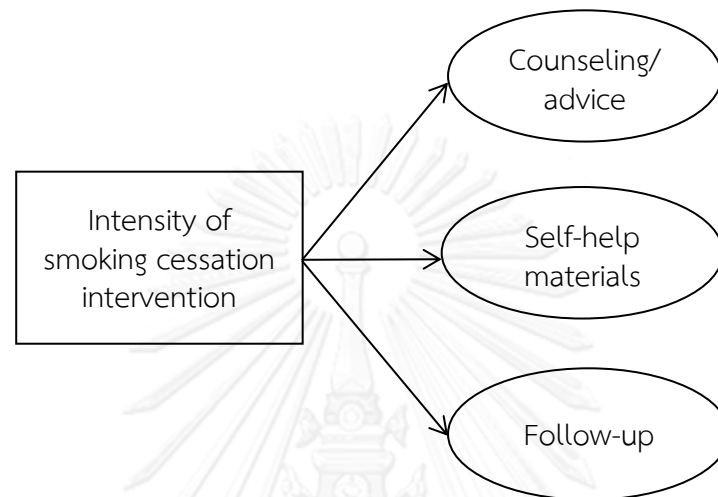 Counseling/
advice
Intensity of
smoking cessation
intervention
Self-help
materials
Follow-up